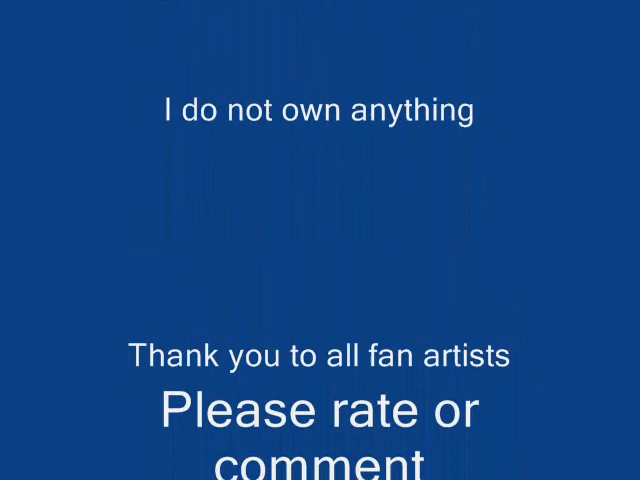 I do not own anything
Thank you to all fan artists
Please rate or
comment